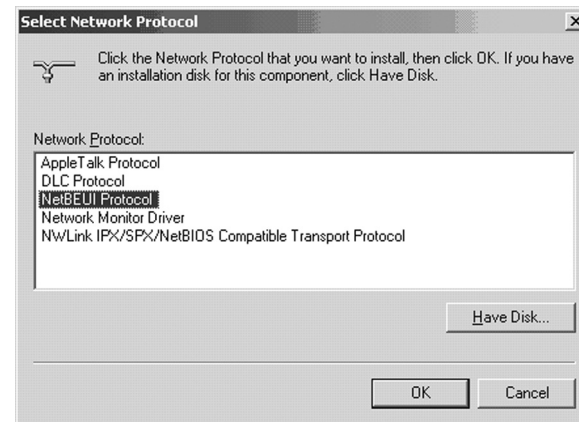 Select Network Protocol
Click the Network Protocol that you want to install, then click OK. If you have
an installation disk for this component, click Have Disk.
Network Protocol:
AppleTalk Protocol
DLC Protocol
NetBEUI Protocol
Network Monitor Driver
NWLink IPX/SPX/NetBIOS Compatible Transport Protocol
Have Disk...
OK
Cancel